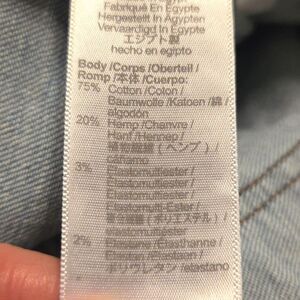 Fabriqué En Egypte
Hergestellt In Ägypten
Vervaardigd In Egypte
エジプト製
hecho en egipto
Body /Corps /Oberteil /
Romp /本体 /Cuerpo:
75% Cotton /Coton /
Baumwolle /Katoen /綿 /
algodón
20% Hemp /Chanvre /
Hanf /Hennep /
植物繊維 (ヘンプ) /
cáñamo
3% Elastomultiester /
Elastomultiester /
Elastomultiester /
Elasto-multi-Ester /
複合繊維 (ポリエステル) /
elastomultiéster
2% Elastane /Élasthanne /
Elastan /Elastaan /
ポリウレタン /elastano